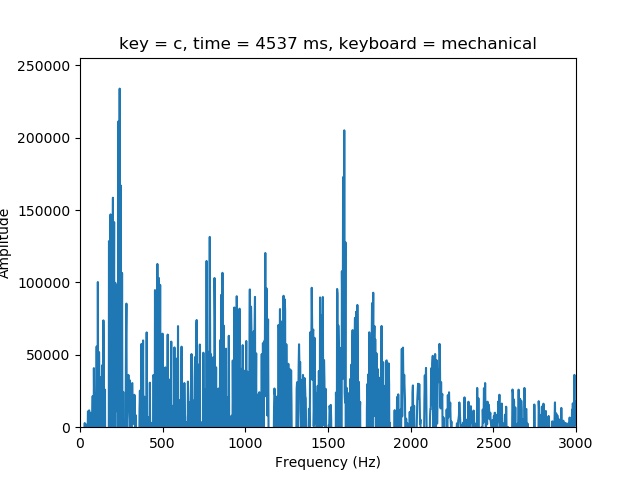 key = c, time = 4537 ms, keyboard = mechanical
250000
200000
150000
100000
50000
0
Amplitude
0 500 1000 1500 2000 2500 3000
Frequency (Hz)